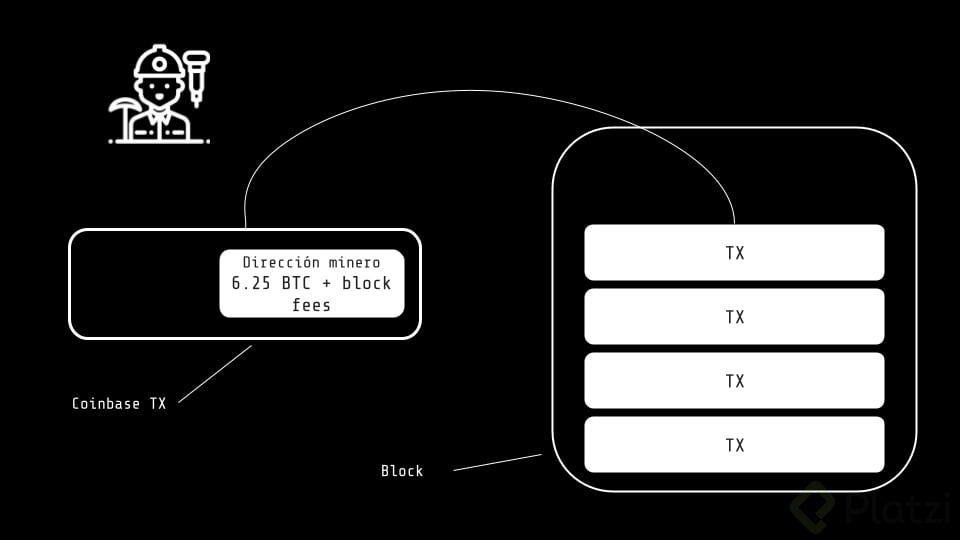 Dirección minero
6.25 BTC + block
fees
Coinbase TX
Block
TX
TX
TX
TX
Platzi